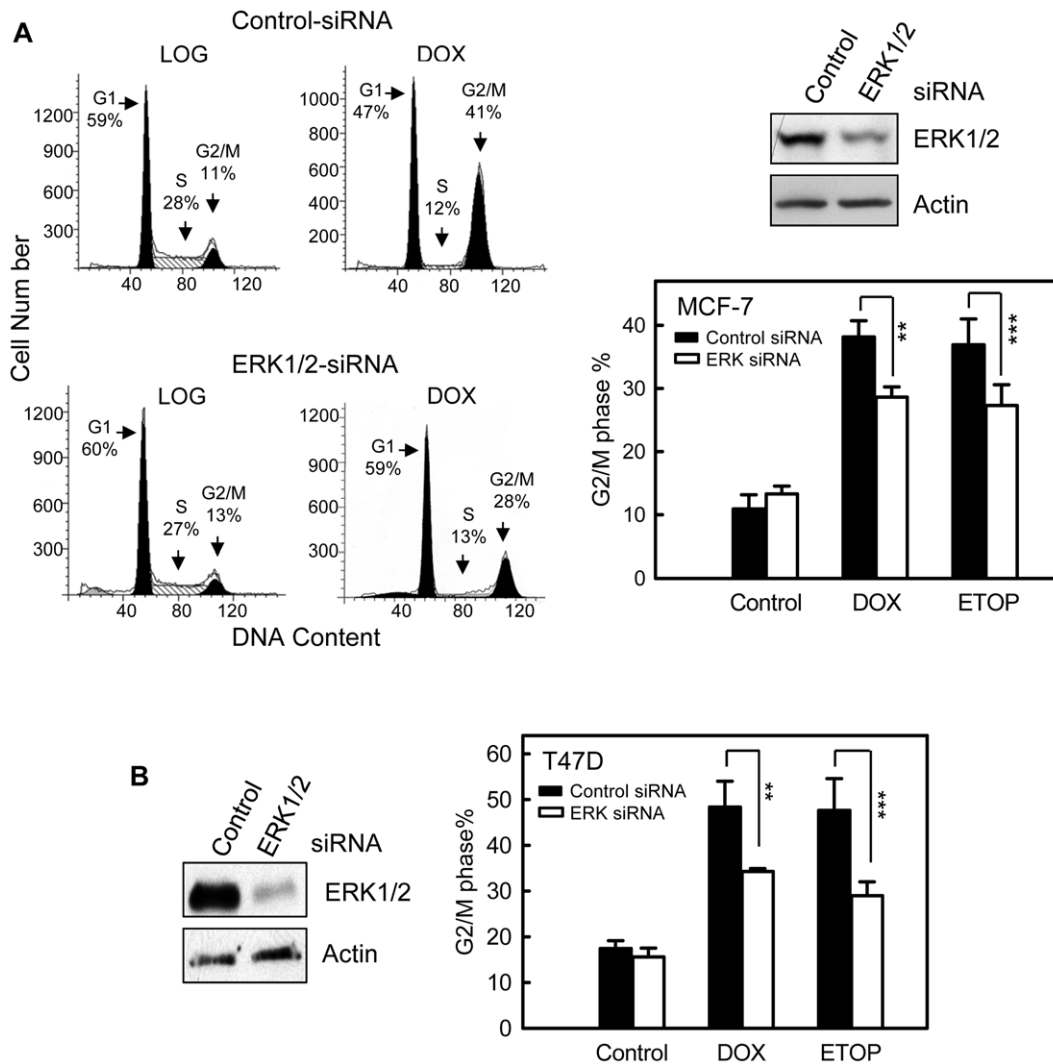 A
Control-siRNA
LOG
DOX
Cell Num ber
1200
900
600
300
G1
59%
S
28%
G2/M
11%
40 80 120
1000
800
600
400
200
G1
47%
S
12%
G2/M
41%
40 80 120
ERK1/2-siRNA
LOG
DOX
1200
900
600
300
G1
60%
S
27%
G2/M
13%
40 80 120
1200
900
600
300
G1
59%
S
13%
G2/M
28%
40 80 120
DNA Content
Control ERK1/2 siRNA
ERK1/2
Actin
MCF-7
Control siRNA
ERK siRNA
G2/M phase %
40
30
20
10
0
** ***
Control DOX ETOP
B
Control ERK1/2 siRNA
ERK1/2
Actin
T47D
Control siRNA
ERK siRNA
G2/M phase%
60
50
40
30
20
10
0
** ***
Control DOX ETOP